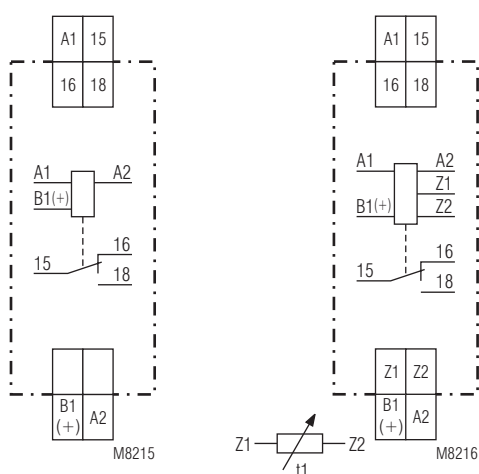 A1 15
16 18
A1 A2
B1(+)
16
15
18
B1
(+) A2
M8215
A1 15
16 18
A1 A2
Z1
B1(+) Z2
16
15
18
Z1 Z2
B1
(+) A2
Z1 Z2
t1
M8216